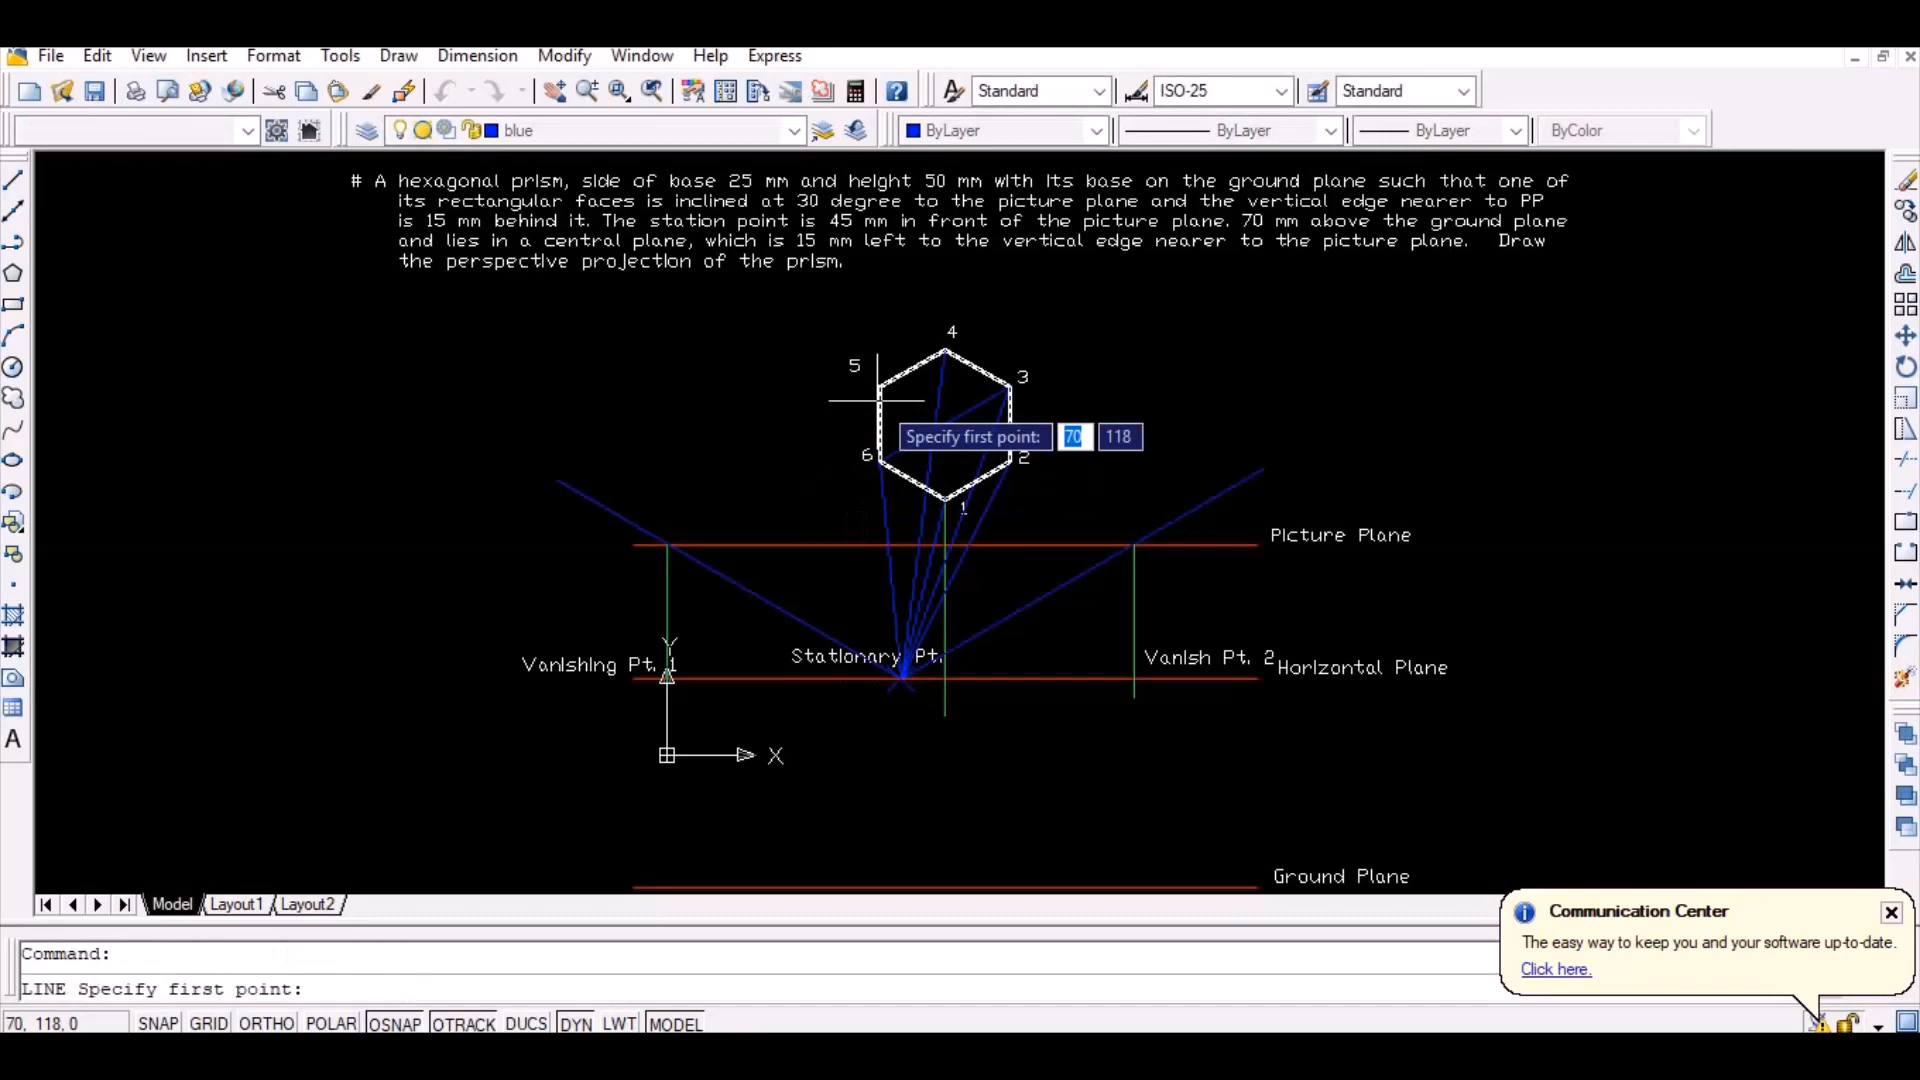 File Edit View Insert Format Tools Draw Dimension Modify Window Help Express
Standard ISO-25 Standard
blue ByLayer ByLayer ByLayer ByColor
# A hexagonal prism, side of base 25 mm and height 50 mm with its base on the ground plane such that one of
its rectangular faces is inclined at 30 degree to the picture plane and the vertical edge nearer to PP
is 15 mm behind it. The station point is 45 mm in front of the picture plane. 70 mm above the ground plane
and lies in a central plane, which is 15 mm left to the vertical edge nearer to the picture plane. Draw
the perspective projection of the prism.
4
5
3
Specify first point: 70 118
6
2
1
Picture Plane
Y
Stationary Pt.
Vanish Pt. 2
Vanishing Pt. 1
Horizontal Plane
X
Ground Plane
Model Layout1 Layout2
Communication Center
The easy way to keep you and your software up-to-date.
Click here.
Command:
LINE Specify first point:
70, 118,0 SNAP GRID ORTHO POLAR OSNAP OTRACK DUCS DYN LWT MODEL